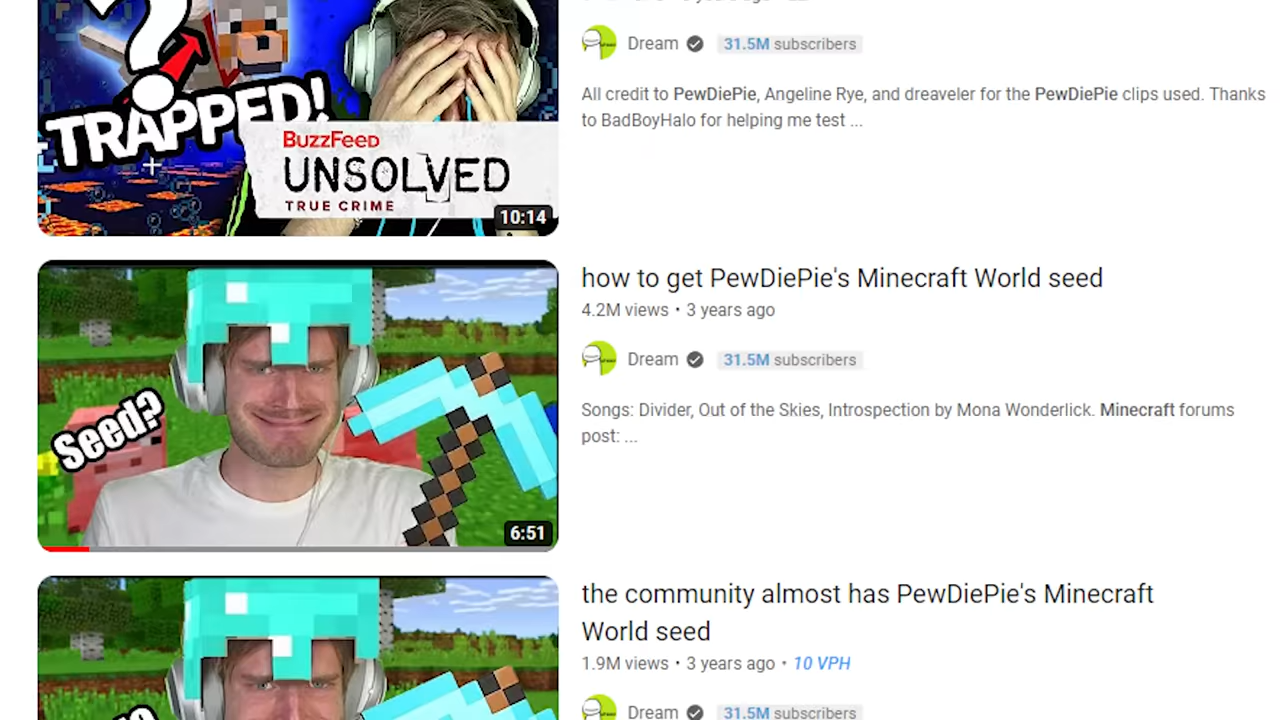 ?
TRAPPED!
BuzzFeed
UNSOLVED
TRUE CRIME
10:14
Dream
31.5M subscribers
All credit to PewDiePie, Angeline Rye, and dreaveler for the PewDiePie clips used. Thanks
to BadBoyHalo for helping me test ...
Seed?
6:51
how to get PewDiePie's Minecraft World seed
4.2M views • 3 years ago
Dream
31.5M subscribers
Songs: Divider, Out of the Skies, Introspection by Mona Wonderlick. Minecraft forums
post: ...
the community almost has PewDiePie's Minecraft
World seed
1.9M views • 3 years ago • 10 VPH
Dream
31.5M subscribers